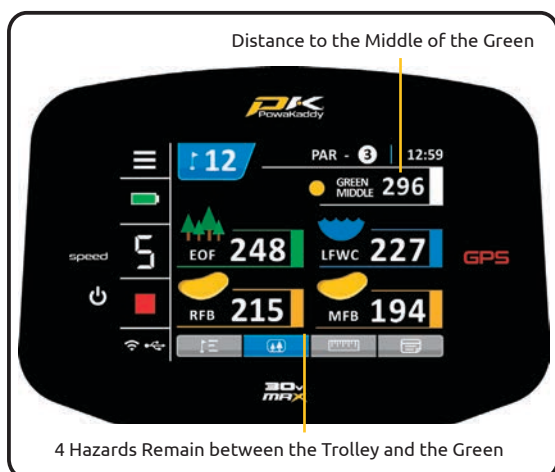 Distance to the Middle of the Green
PK
PowaKaddy
12 PAR - 3 12:59
GREEN
MIDDLE 296
speed 5
EOF 248 LFWC 227
GPS
RFB 215 MFB 194
30V
MAX
4 Hazards Remain between the Trolley and the Green